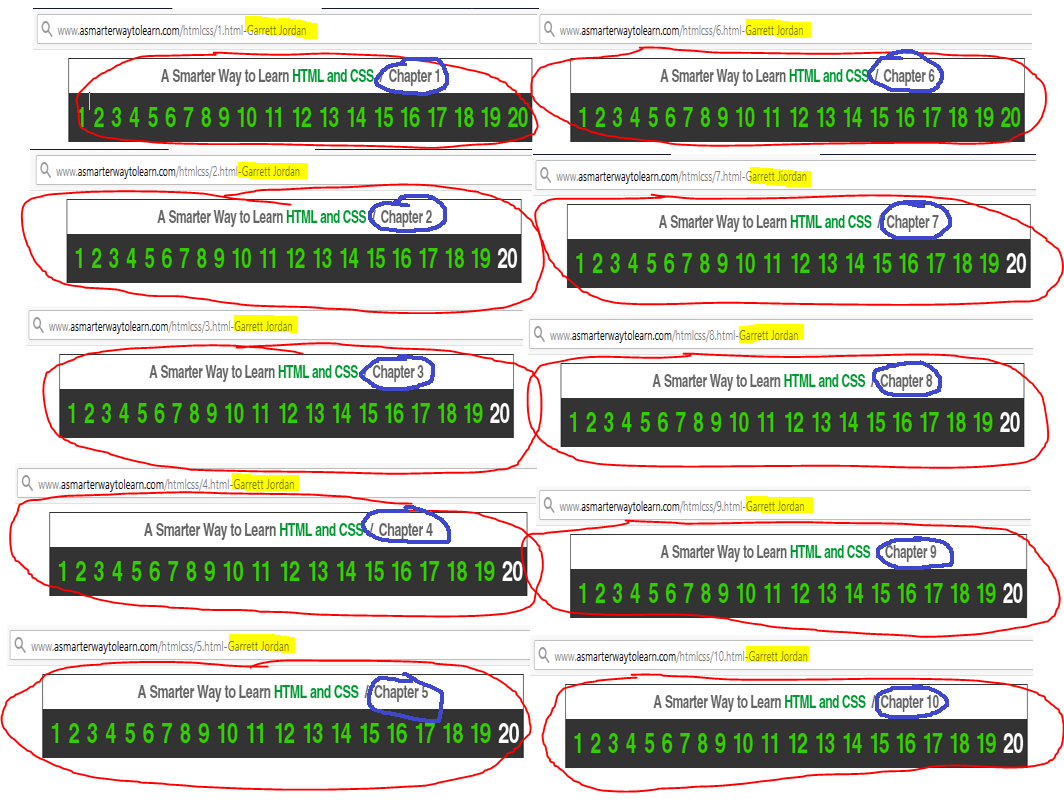 www.asmarterwaytolearn.com/htmlcss/1.html-Garrett Jordan
A Smarter Way to Learn HTML and CSS / Chapter 1
1 2 3 4 5 6 7 8 9 10 11 12 13 14 15 16 17 18 19 20
www.asmarterwaytolearn.com/htmlcss/2.html-Garrett Jordan
A Smarter Way to Learn HTML and CSS / Chapter 2
1 2 3 4 5 6 7 8 9 10 11 12 13 14 15 16 17 18 19 20
www.asmarterwaytolearn.com/htmlcss/3.html-Garrett Jordan
A Smarter Way to Learn HTML and CSS Chapter 3
1 2 3 4 5 6 7 8 9 10 11 12 13 14 15 16 17 18 19 20
www.asmarterwaytolearn.com/htmlcss/4.html-Garrett Jordan
A Smarter Way to Learn HTML and CSS / Chapter 4
1 2 3 4 5 6 7 8 9 10 11 12 13 14 15 16 17 18 19 20
www.asmarterwaytolearn.com/htmlcss/5.html-Garrett Jordan
A Smarter Way to Learn HTML and CSS / Chapter 5
1 2 3 4 5 6 7 8 9 10 11 12 13 14 15 16 17 18 19 20
www.asmarterwaytolearn.com/htmlcss/6.html-Garrett Jordan
A Smarter Way to Learn HTML and CSS / Chapter 6
1 2 3 4 5 6 7 8 9 10 11 12 13 14 15 16 17 18 19 20
www.asmarterwaytolearn.com/htmlcss/7.html-Garrett Jordan
A Smarter Way to Learn HTML and CSS / Chapter 7
1 2 3 4 5 6 7 8 9 10 11 12 13 14 15 16 17 18 19 20
www.asmarterwaytolearn.com/htmlcss/8.html-Garrett Jordan
A Smarter Way to Learn HTML and CSS / Chapter 8
1 2 3 4 5 6 7 8 9 10 11 12 13 14 15 16 17 18 19 20
www.asmarterwaytolearn.com/htmlcss/9.html-Garrett Jordan
A Smarter Way to Learn HTML and CSS Chapter 9
1 2 3 4 5 6 7 8 9 10 11 12 13 14 15 16 17 18 19 20
www.asmarterwaytolearn.com/htmlcss/10.html-Garrett Jordan
A Smarter Way to Learn HTML and CSS / Chapter 10
1 2 3 4 5 6 7 8 9 10 11 12 13 14 15 16 17 18 19 20